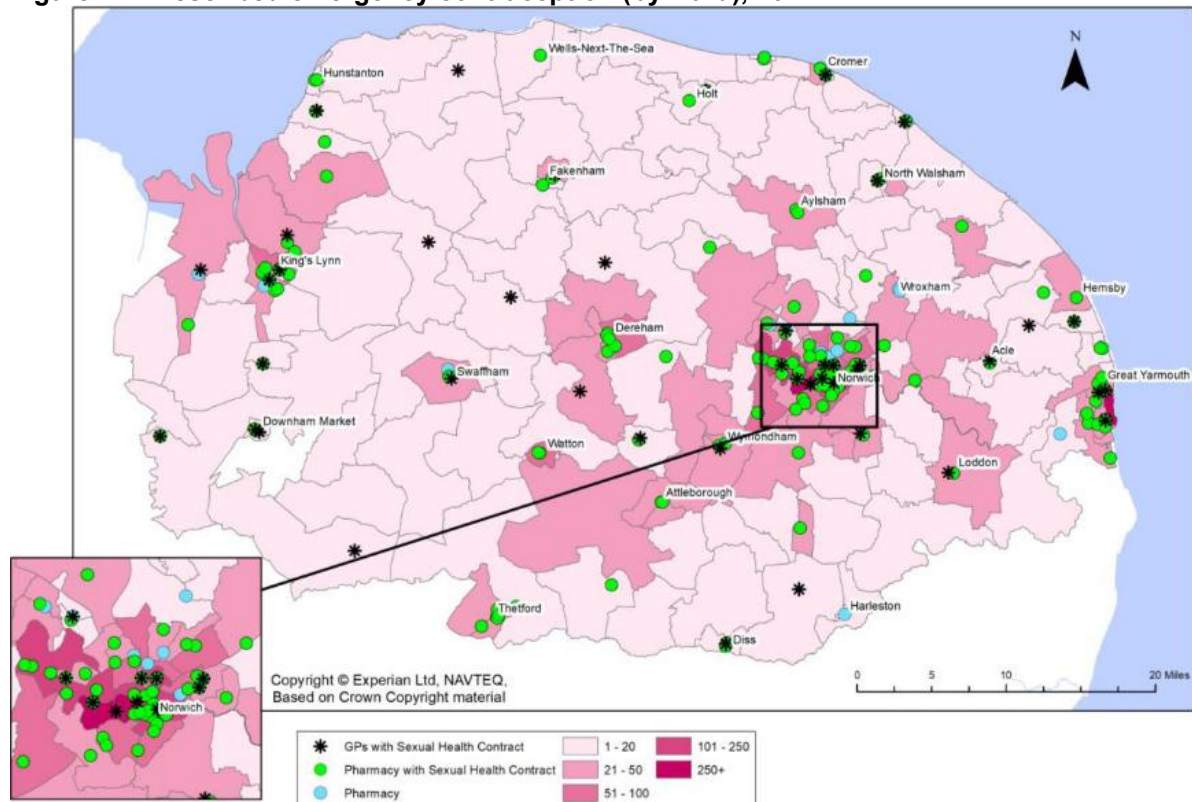 N
Wells-Next-The-Sea
Cromer
Hunstanton
Holt
Fakenham
North Walsham
Aylsham
King's Lynn
Wroxham
Hemsby
Dereham
Acle
Swaffham
Norwich
Great Yarmouth
Downham Market
Wymondham
Watton
Loddon
Attleborough
Thetford
Harleston
Diss
Copyright © Experian Ltd, NAVTEQ,
Based on Crown Copyright material
0 5 10 20 Miles
Norwich
GPs with Sexual Health Contract 1 - 20 101 - 250
Pharmacy with Sexual Health Contract 21 - 50 250+
Pharmacy 51 - 100